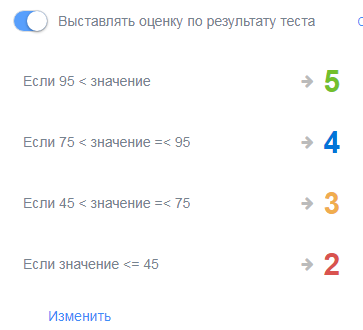 Выставлять оценку по результату теста
Если 95 < значение 5
Если 75 < значение =< 95 4
Если 45 < значение =< 75 3
Если значение <= 45 2
Изменить